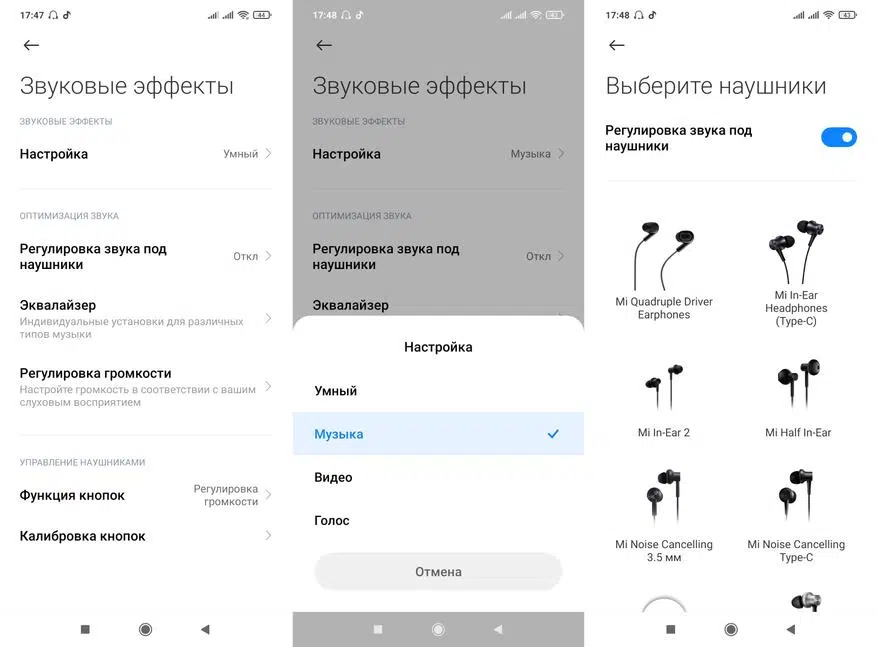 17:47
44
Звуковые эффекты
ЗВУКОВЫЕ ЭФФЕКТЫ
Настройка
Умный
ОПТИМИЗАЦИЯ ЗВУКА
Регулировка звука под
наушники
Откл
Эквалайзер
Индивидуальные установки для различных
типов музыки
Регулировка громкости
Настройте громкость в соответствии с вашим
слуховым восприятием
УПРАВЛЕНИЕ НАУШНИКАМИ
Функция кнопок
Регулировка
громкости
Калибровка кнопок
17:48
43
Звуковые эффекты
ЗВУКОВЫЕ ЭФФЕКТЫ
Настройка
Музыка
ОПТИМИЗАЦИЯ ЗВУКА
Регулировка звука под
наушники
Откл
Эквалайзер
Настройка
Умный
Музыка
Видео
Голос
Отмена
17:48
43
Выберите наушники
Регулировка звука под
наушники
Mi Quadruple Driver
Earphones
Mi In-Ear
Headphones
(Type-C)
Mi In-Ear 2
Mi Half In-Ear
Mi Noise Cancelling
3.5 мм
Mi Noise Cancelling
Type-C